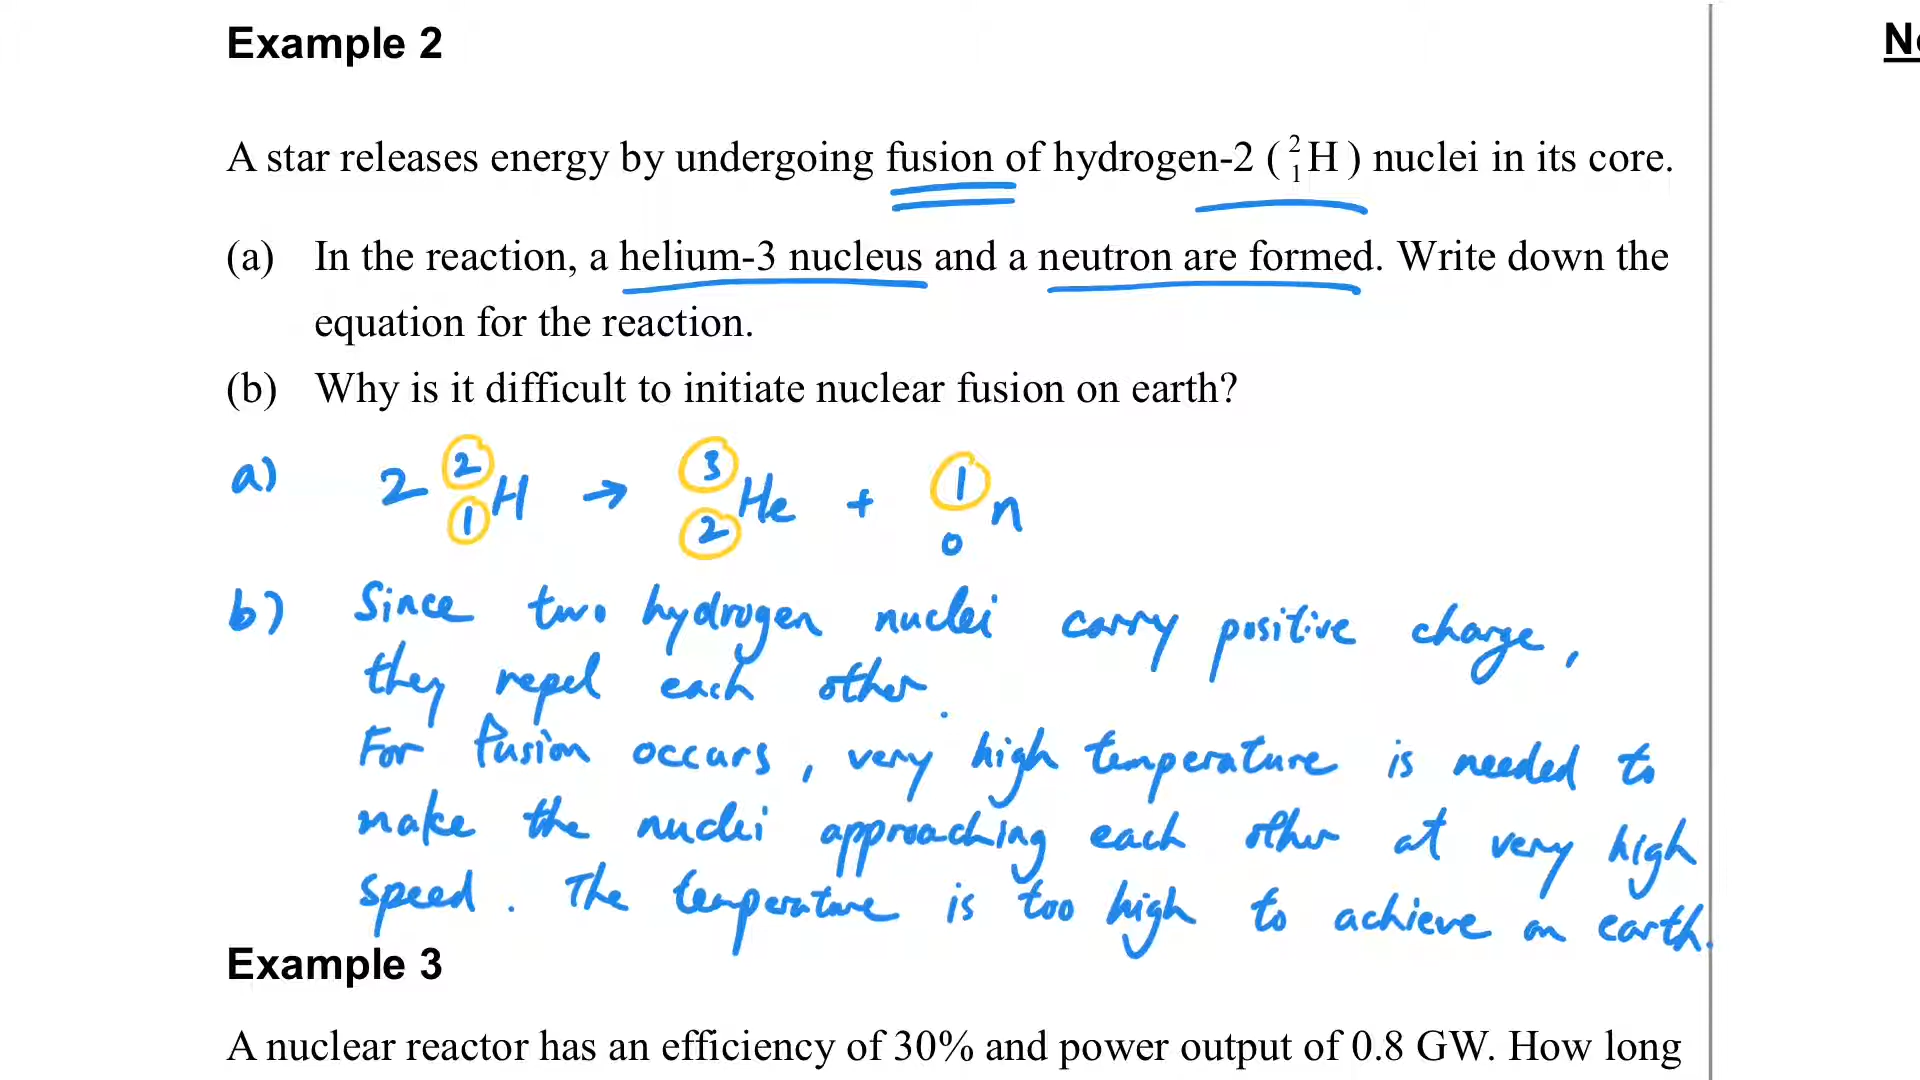 Example 2
No
A star releases energy by undergoing fusion of hydrogen-2 ( ²₁H ) nuclei in its core.
(a) In the reaction, a helium-3 nucleus and a neutron are formed. Write down the
equation for the reaction.
(b) Why is it difficult to initiate nuclear fusion on earth?
a) 2 ²₁H → ³₂He + ¹₀n
b) Since two hydrogen nuclei carry positive charge,
they repel each other.
For fusion occurs, very high temperature is needed to
make the nuclei approaching each other at very high
speed. The temperature is too high to achieve on earth.
Example 3
A nuclear reactor has an efficiency of 30% and power output of 0.8 GW. How long